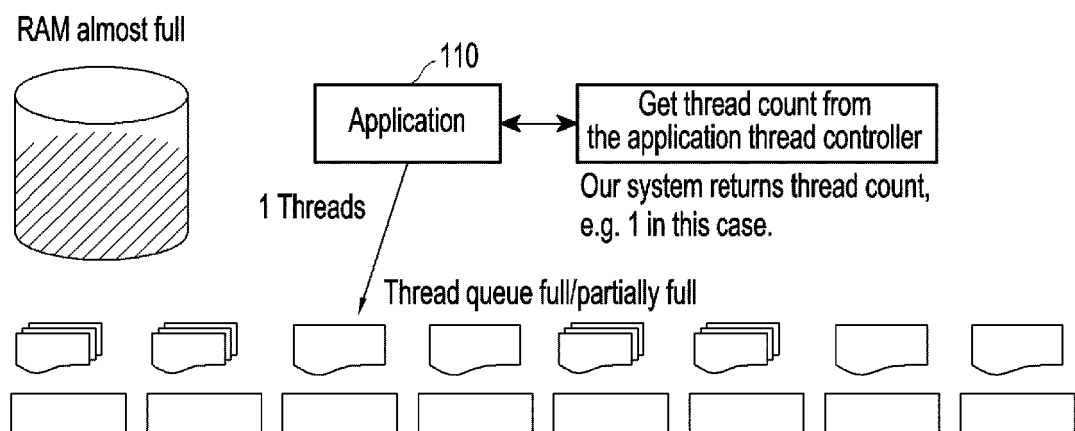 RAM almost full
110
Application
Get thread count from
the application thread controller
1 Threads
Our system returns thread count,
e.g. 1 in this case.
Thread queue full/partially full